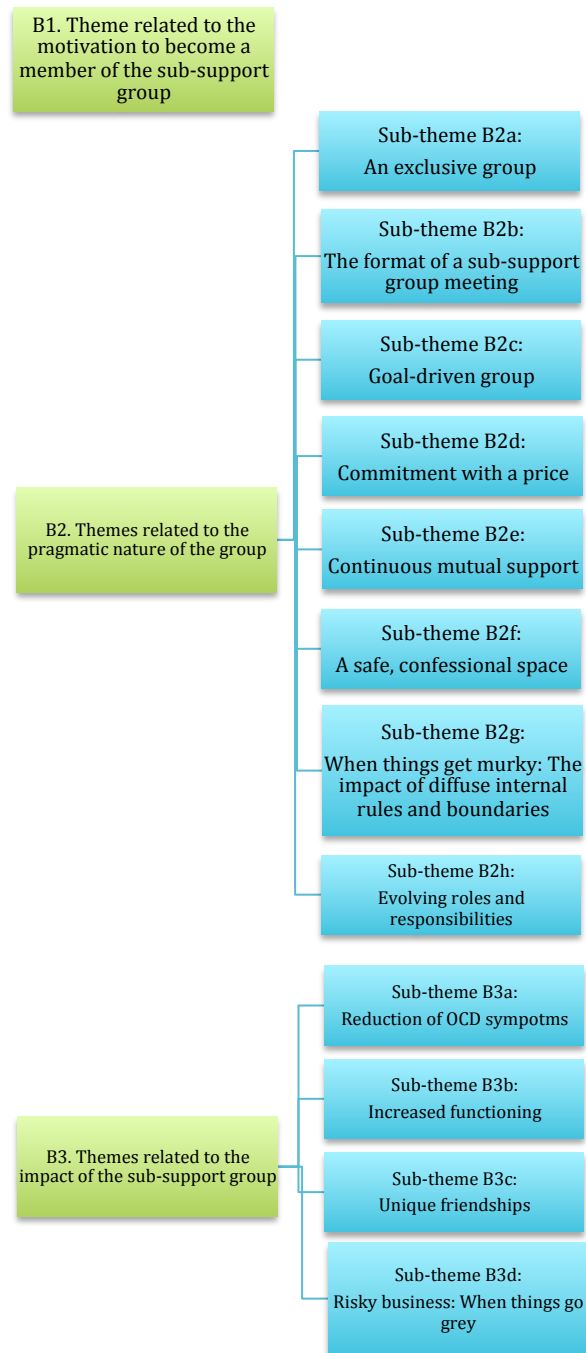 B1. Theme related to the
motivation to become a
member of the sub-support
group
Sub-theme B2a:
An exclusive group
Sub-theme B2b:
The format of a sub-support
group meeting
Sub-theme B2c:
Goal-driven group
Sub-theme B2d:
Commitment with a price
B2. Themes related to the
pragmatic nature of the group
Sub-theme B2e:
Continuous mutual support
Sub-theme B2f:
A safe, confessional space
Sub-theme B2g:
When things get murky: The
impact of diffuse internal
rules and boundaries
Sub-theme B2h:
Evolving roles and
responsibilities
Sub-theme B3a:
Reduction of OCD sympotms
Sub-theme B3b:
Increased functioning
B3. Themes related to the
impact of the sub-support group
Sub-theme B3c:
Unique friendships
Sub-theme B3d:
Risky business: When things go
grey